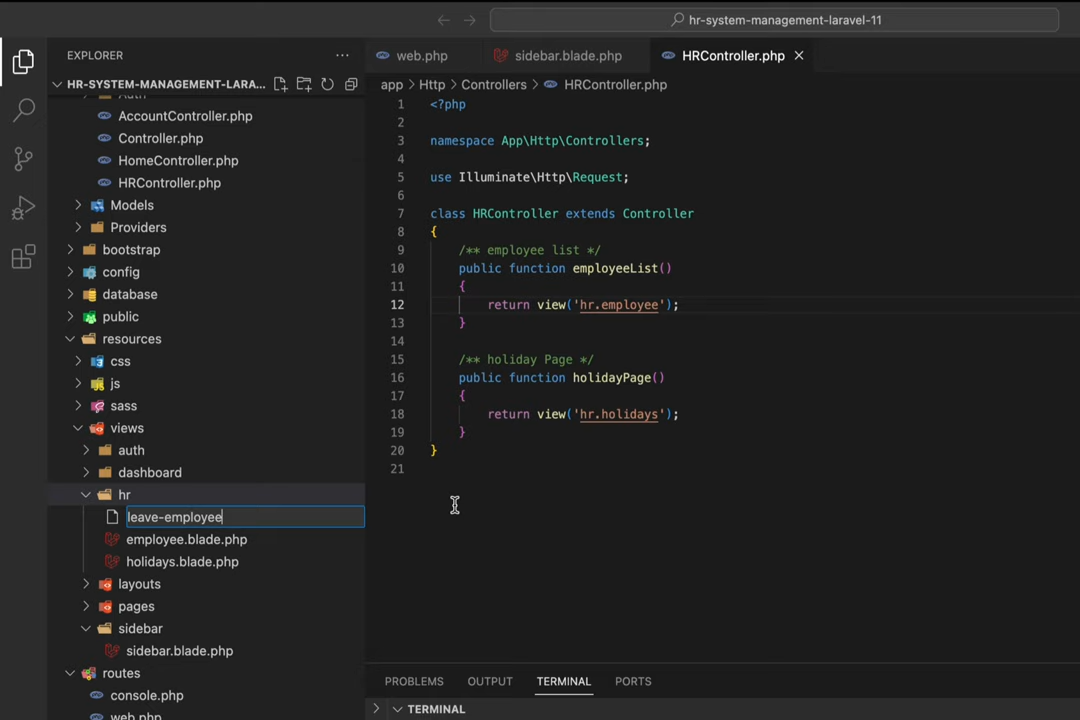 hr-system-management-laravel-11
EXPLORER
web.php
sidebar.blade.php
HRController.php
HR-SYSTEM-MANAGEMENT-LARA...
app > Http > Controllers > HRController.php
Auth
AccountController.php
Controller.php
HomeController.php
HRController.php
Models
Providers
bootstrap
config
database
public
resources
css
js
sass
views
auth
dashboard
hr
leave-employee
employee.blade.php
holidays.blade.php
layouts
pages
sidebar
sidebar.blade.php
routes
console.php
web.php
1 <?php
2
3 namespace App\Http\Controllers;
4
5 use Illuminate\Http\Request;
6
7 class HRController extends Controller
8 {
9 /** employee list */
10 public function employeeList()
11 {
12 return view('hr.employee');
13 }
14
15 /** holiday Page */
16 public function holidayPage()
17 {
18 return view('hr.holidays');
19 }
20 }
21
PROBLEMS OUTPUT TERMINAL PORTS
TERMINAL